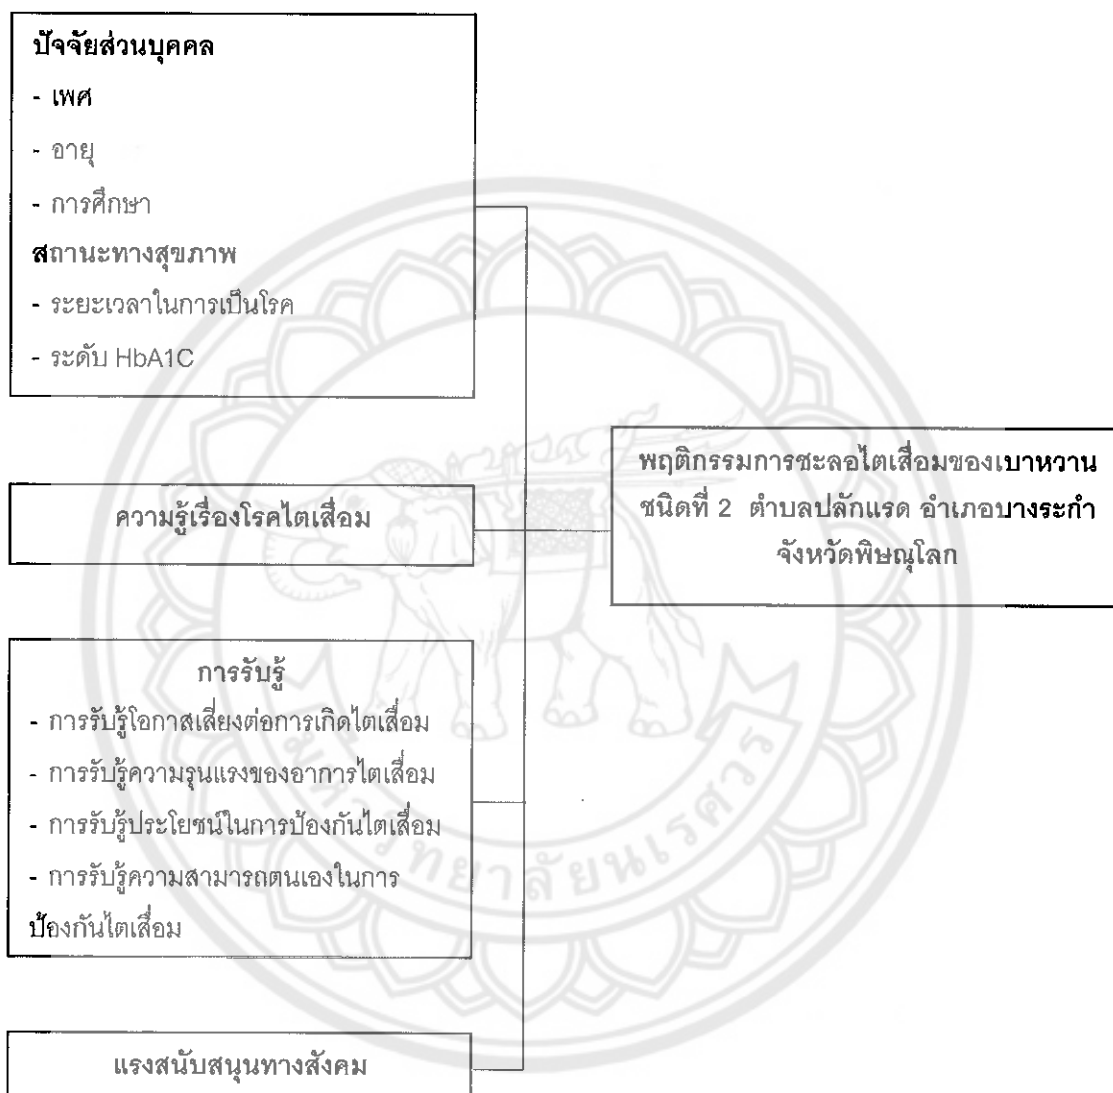 ปัจจัยส่วนบุคคล
- เพศ
- อายุ
- การศึกษา
สถานะทางสุขภาพ
- ระยะเวลาในการเป็นโรค
- ระดับ HbA1C
ความรู้เรื่องโรคไตเสื่อม
การรับรู้
- การรับรู้โอกาสเสี่ยงต่อการเกิดไตเสื่อม
- การรับรู้ความรุนแรงของอาการไตเสื่อม
- การรับรู้ประโยชน์ในการป้องกันไตเสื่อม
- การรับรู้ความสามารถตนเองในการ
ป้องกันไตเสื่อม
แรงสนับสนุนทางสังคม
พฤติกรรมการชะลอไตเสื่อมของเบาหวาน
ชนิดที่ 2 ตำบลปลักแรด อำเภอบางระกำ
จังหวัดพิษณุโลก
มหาวิทยาลัยนเรศวร